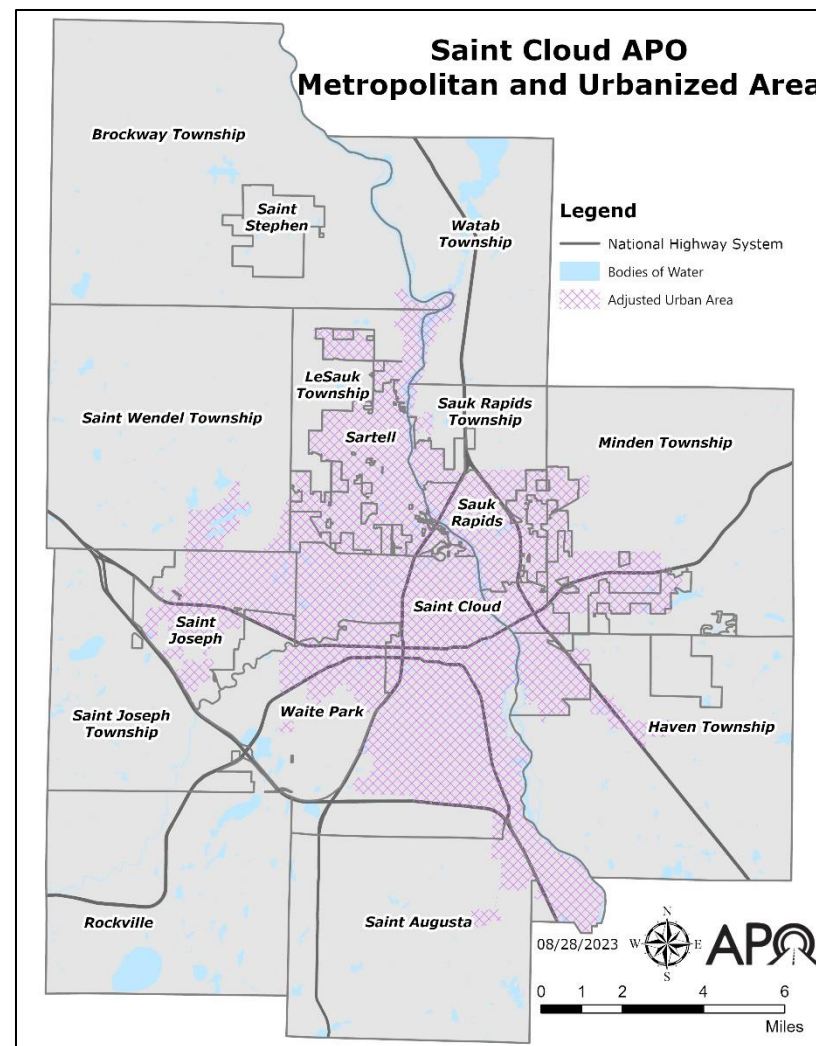 Saint Cloud APO
Metropolitan and Urbanized Area
Brockway Township
Saint
Stephen
Watab
Township
Legend
National Highway System
Bodies of Water
Adjusted Urban Area
LeSauk
Township
Saint Wendel Township
Sartell
Sauk Rapids
Township
Minden Township
Sauk
Rapids
Saint Cloud
Saint
Joseph
Waite Park
Saint Joseph
Township
Haven Township
Rockville
Saint Augusta
08/28/2023
N
W
E
S
APO
0 1 2 4 6
Miles